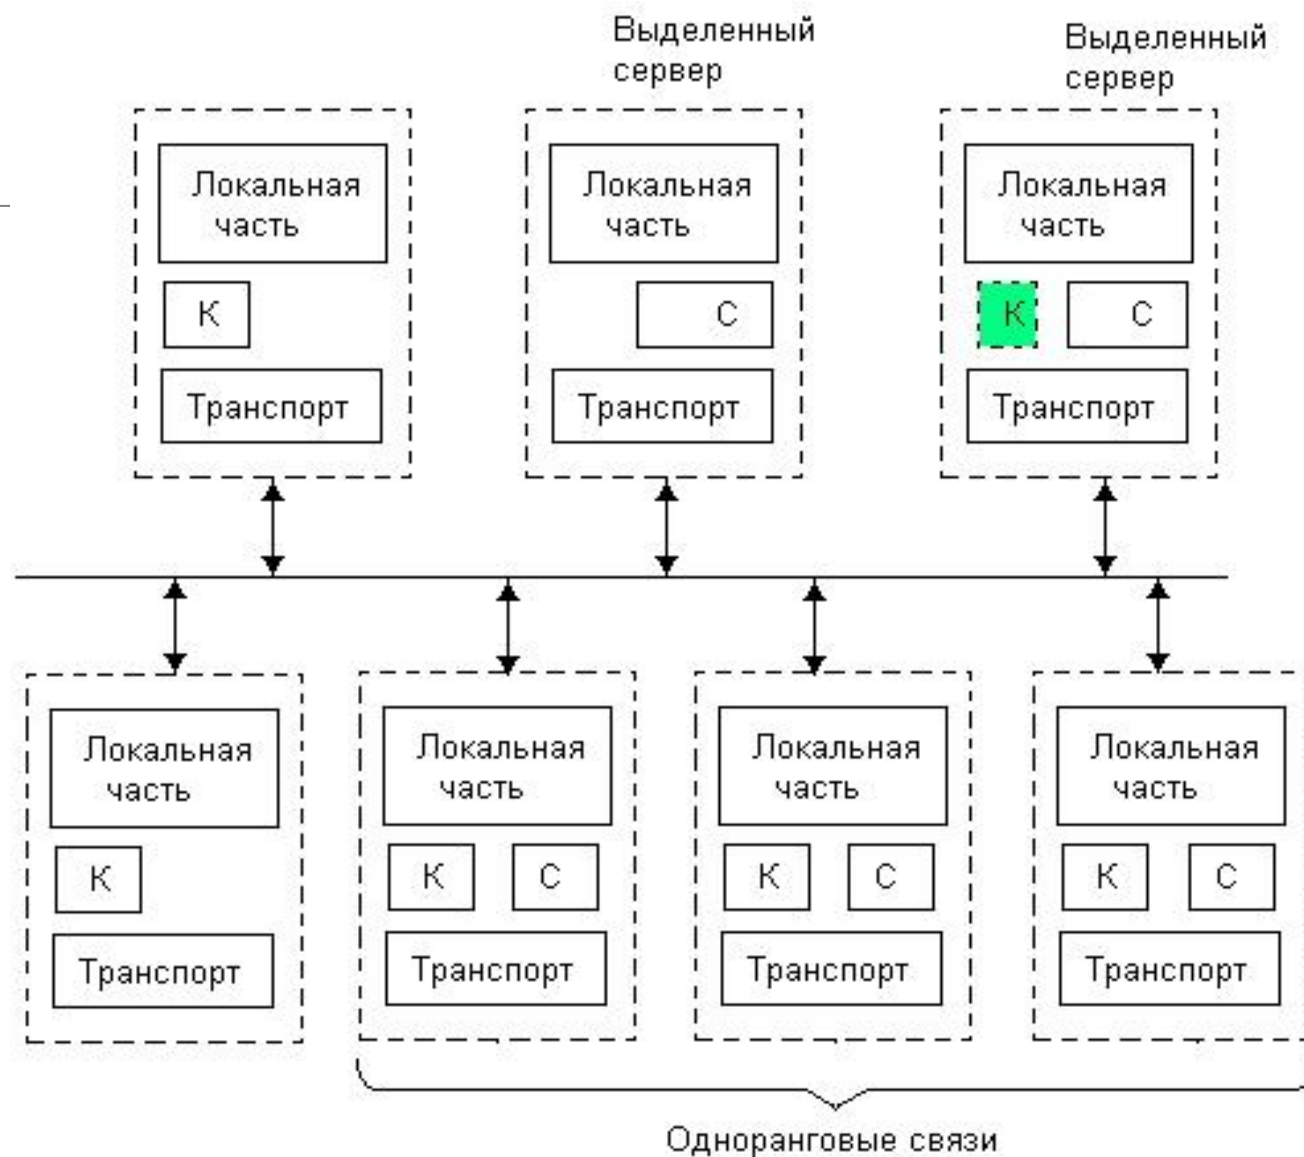 Выделенный
сервер
Выделенный
сервер
Локальная
часть
К
Транспорт
Локальная
часть
С
Транспорт
Локальная
часть
К
С
Транспорт
Локальная
часть
К
Транспорт
Локальная
часть
К
С
Транспорт
Локальная
часть
К
С
Транспорт
Локальная
часть
К
С
Транспорт
Одноранговые связи